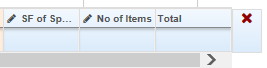 SF of Sp... No of Items Total